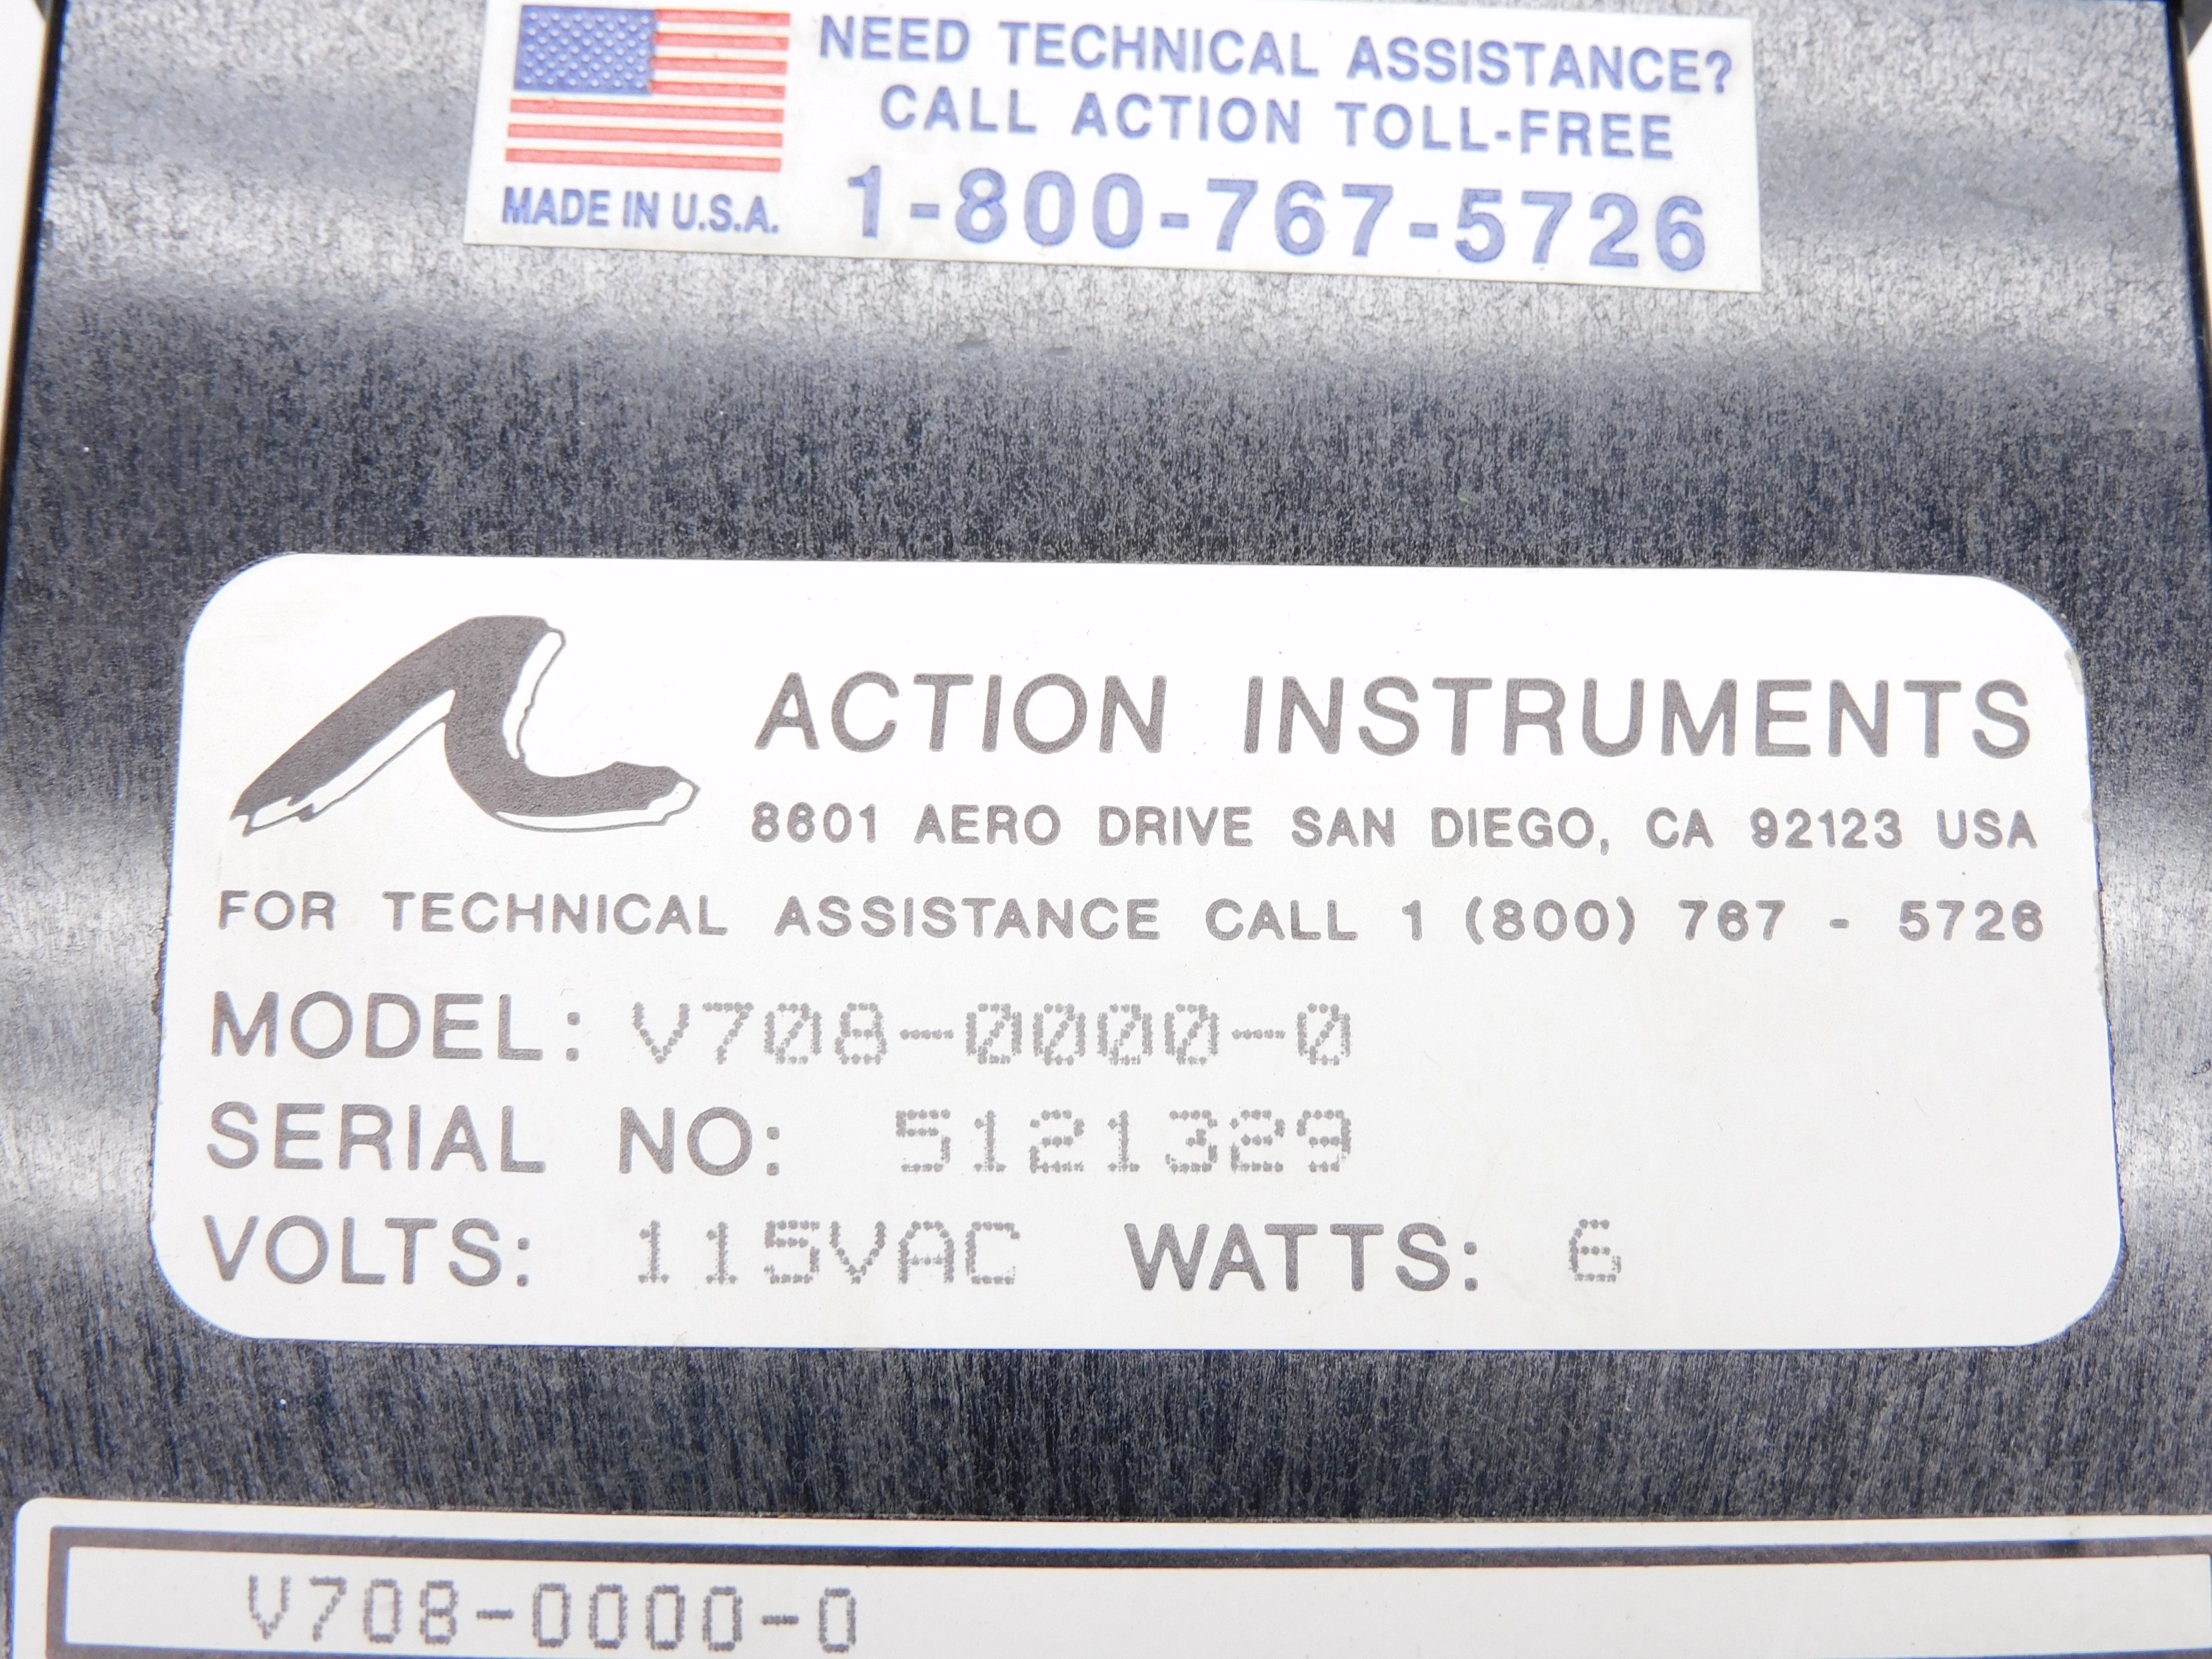 NEED TECHNICAL ASSISTANCE?
CALL ACTION TOLL-FREE
1-800-767-5726
MADE IN U.S.A.
ACTION INSTRUMENTS
8601 AERO DRIVE SAN DIEGO, CA 92123 USA
FOR TECHNICAL ASSISTANCE CALL 1 (800) 767 - 5726
MODEL: V708-0000-0
SERIAL NO: 5121329
VOLTS: 115VAC WATTS: 6
V708-0000-0